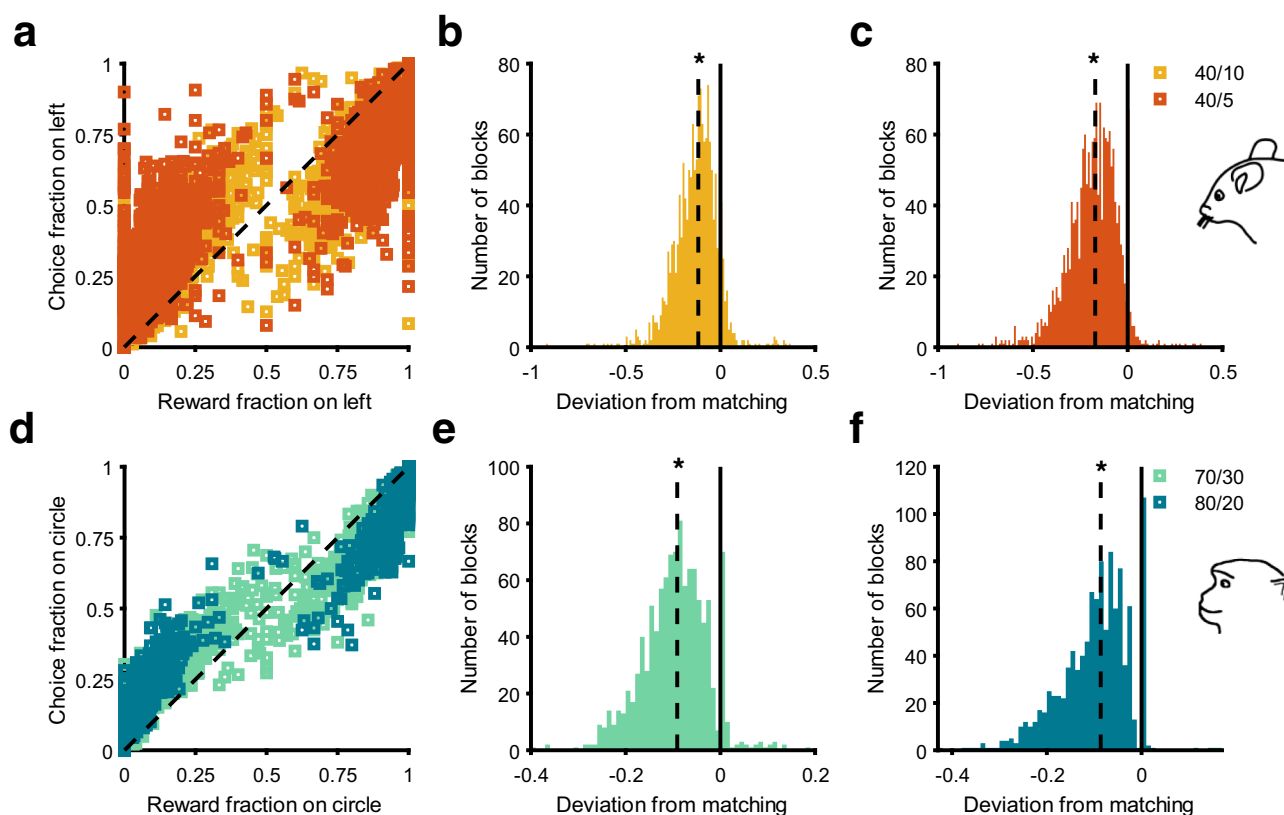 a
1
0.75
0.5
0.25
0
0 0.25 0.5 0.75 1
Choice fraction on left
Reward fraction on left
b
*
80
60
40
20
0
-1 -0.5 0 0.5
Number of blocks
Deviation from matching
c
*
80
60
40
20
0
-1 -0.5 0 0.5
Number of blocks
Deviation from matching
40/10
40/5
d
1
0.75
0.5
0.25
0
0 0.25 0.5 0.75 1
Choice fraction on circle
Reward fraction on circle
e
*
100
80
60
40
20
0
-0.4 -0.2 0 0.2
Number of blocks
Deviation from matching
f
*
120
100
80
60
40
20
0
-0.4 -0.2 0
Number of blocks
Deviation from matching
70/30
80/20